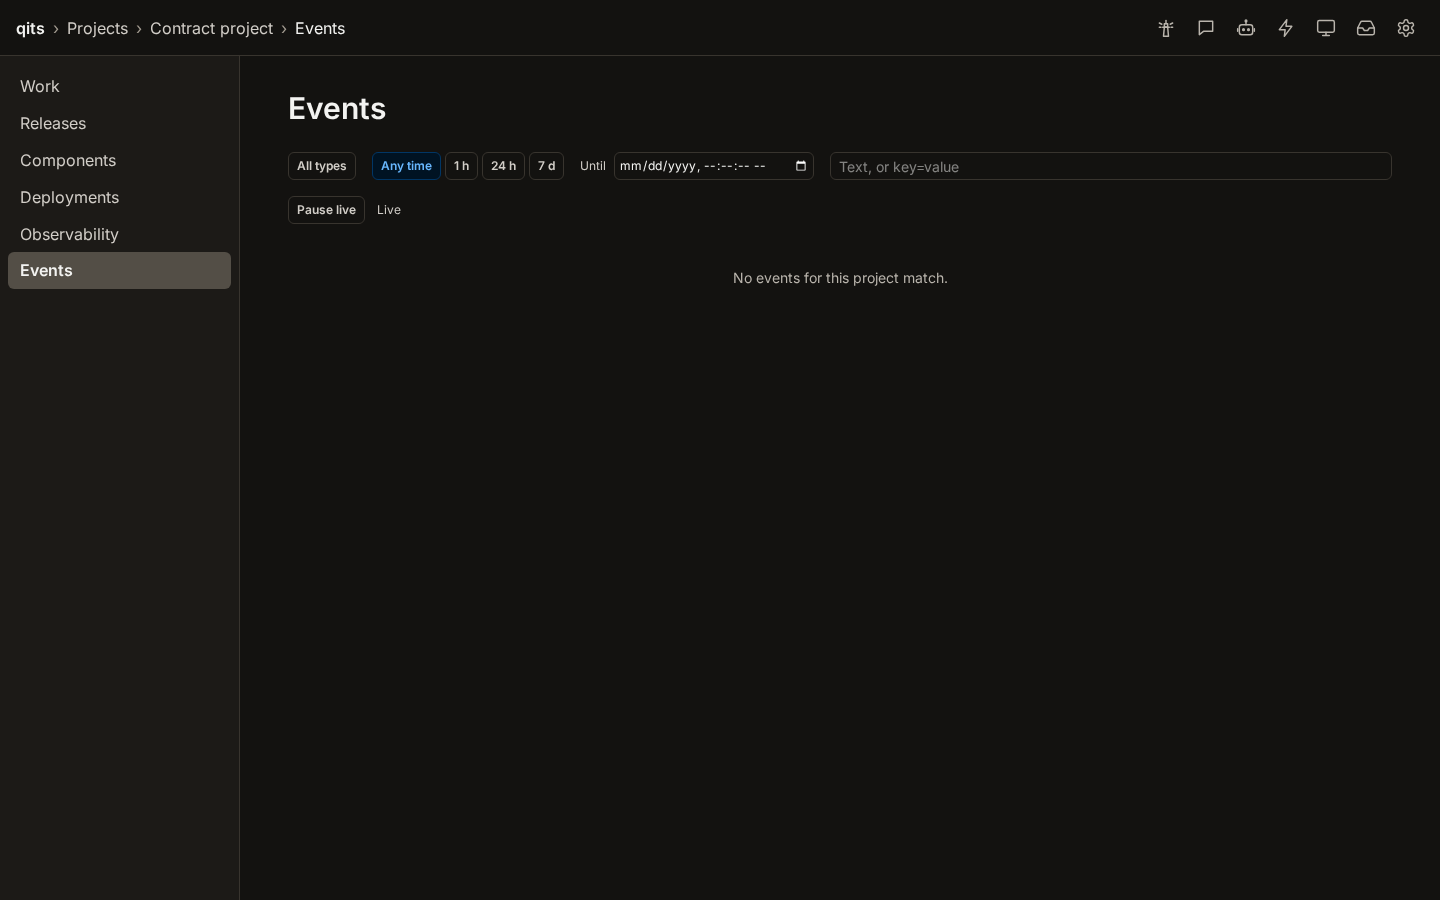 qits › Projects › Contract project › Events
Work
Releases
Components
Deployments
Observability
Events
Events
All types Any time 1 h 24 h 7 d Until mm/dd/yyyy, --:--:-- -- Text, or key=value
Pause live Live
No events for this project match.